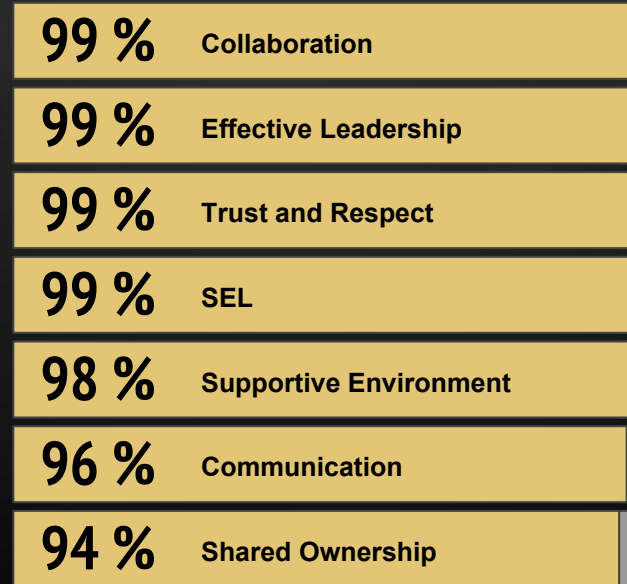 99 % Collaboration
99 % Effective Leadership
99 % Trust and Respect
99 % SEL
98 % Supportive Environment
96 % Communication
94 % Shared Ownership